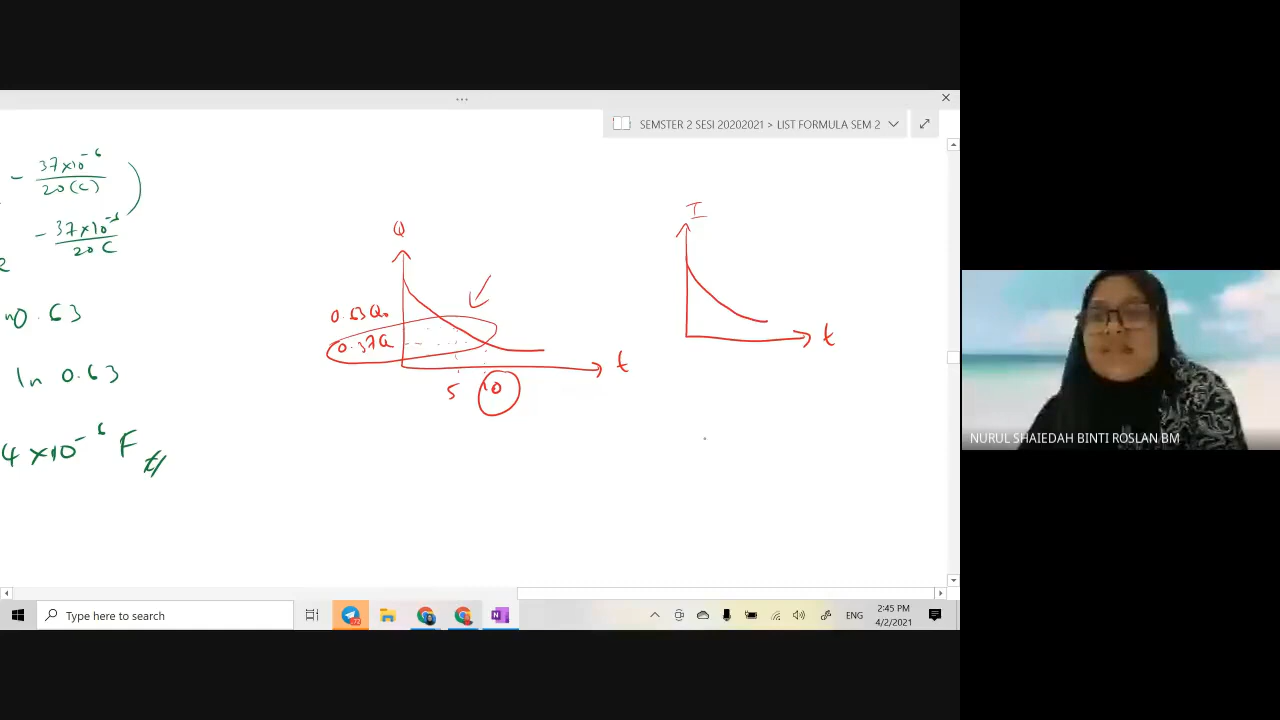 SEMSTER 2 SESI 20202021 > LIST FORMULA SEM 2
- 37×10⁻⁶
20(C)
- 37×10⁻⁶
20C
0.63
ln 0.63
4 ×10⁻⁶ F
Q
0.63Q₀
0.37Q
5 10
t
I
t
NURUL SHAIEDAH BINTI ROSLAN BM
Type here to search
ENG
2:45 PM
4/2/2021